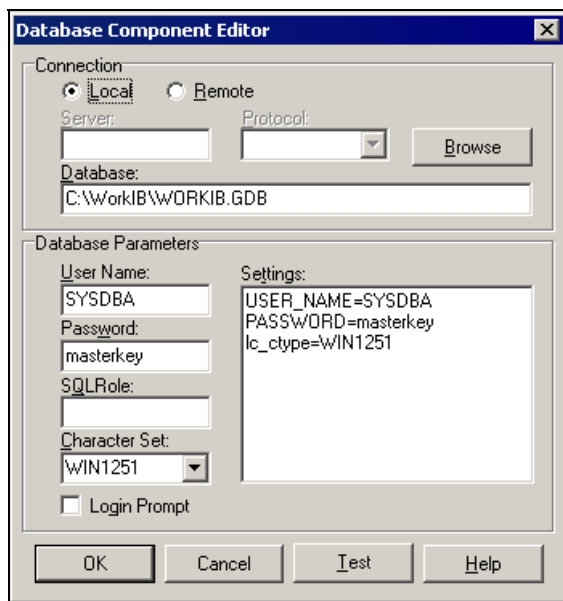 Database Component Editor
Connection
Local
Remote
Server:
Protocol:
Browse
Database:
C:\WorkIB\WORKIB.GDB
Database Parameters
User Name:
Settings:
SYSDBA
USER_NAME=SYSDBA
PASSWORD=masterkey
lc_ctype=WIN1251
Password:
masterkey
SQLRole:
Character Set:
WIN1251
Login Prompt
OK
Cancel
Test
Help